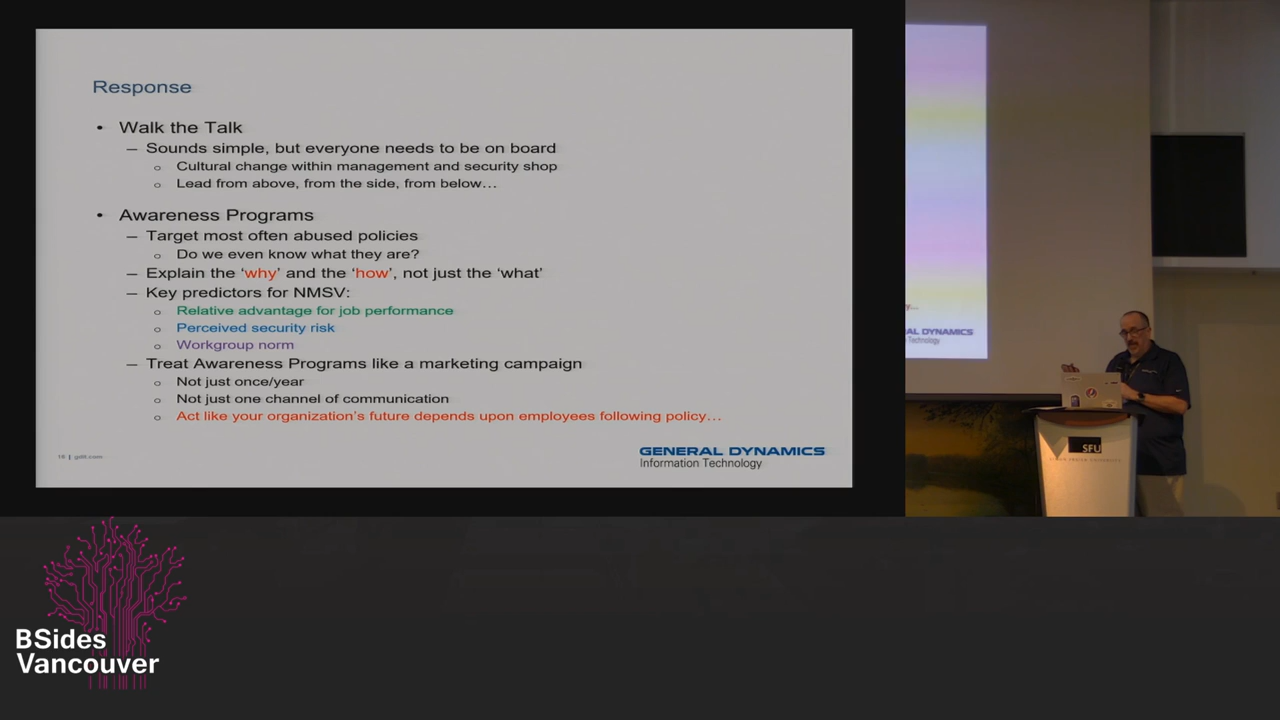 Response
• Walk the Talk
– Sounds simple, but everyone needs to be on board
o Cultural change within management and security shop
o Lead from above, from the side, from below…
• Awareness Programs
– Target most often abused policies
o Do we even know what they are?
– Explain the ‘why’ and the ‘how’, not just the ‘what’
– Key predictors for NMSV:
o Relative advantage for job performance
o Perceived security risk
o Workgroup norm
– Treat Awareness Programs like a marketing campaign
o Not just once/year
o Not just one channel of communication
o Act like your organization’s future depends upon employees following policy…
16 | gdit.com
GENERAL DYNAMICS
Information Technology
AL DYNAMICS
Technology
SFU
BSides
Vancouver